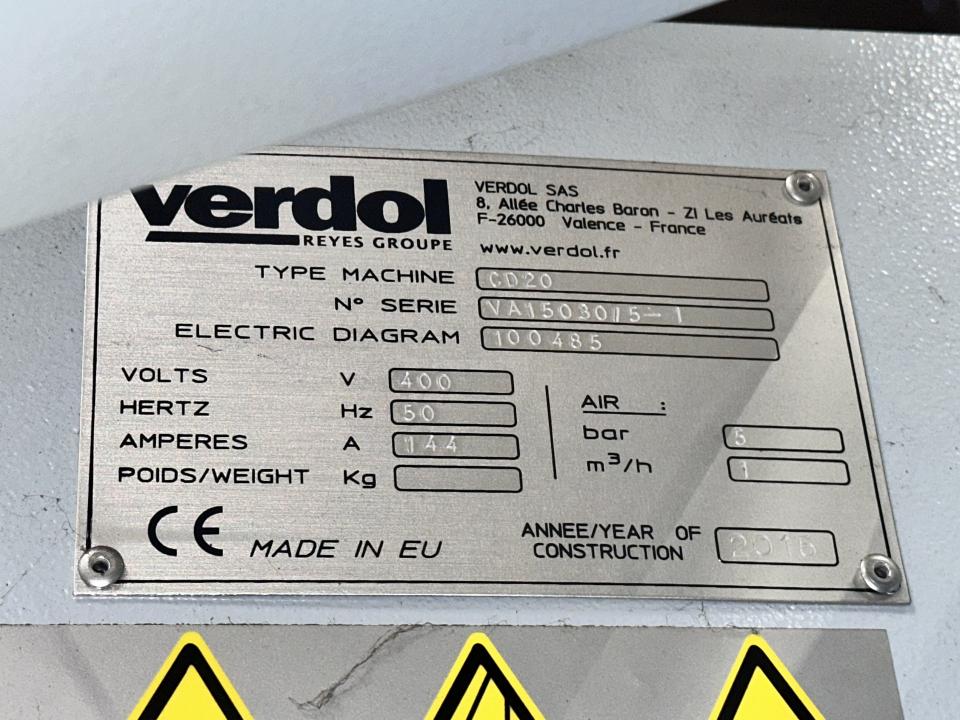 verdol
REYES GROUPE
VERDOL SAS
8, Allée Charles Baron - ZI Les Auréats
F-26000 Valence - France
www.verdol.fr
TYPE MACHINE CD20
N° SERIE VA1503015-1
ELECTRIC DIAGRAM 100485
VOLTS V 400
HERTZ Hz 50
AMPERES A 144
POIDS/WEIGHT Kg
AIR :
bar 5
m³/h 1
CE MADE IN EU
ANNEE/YEAR OF
CONSTRUCTION 2015